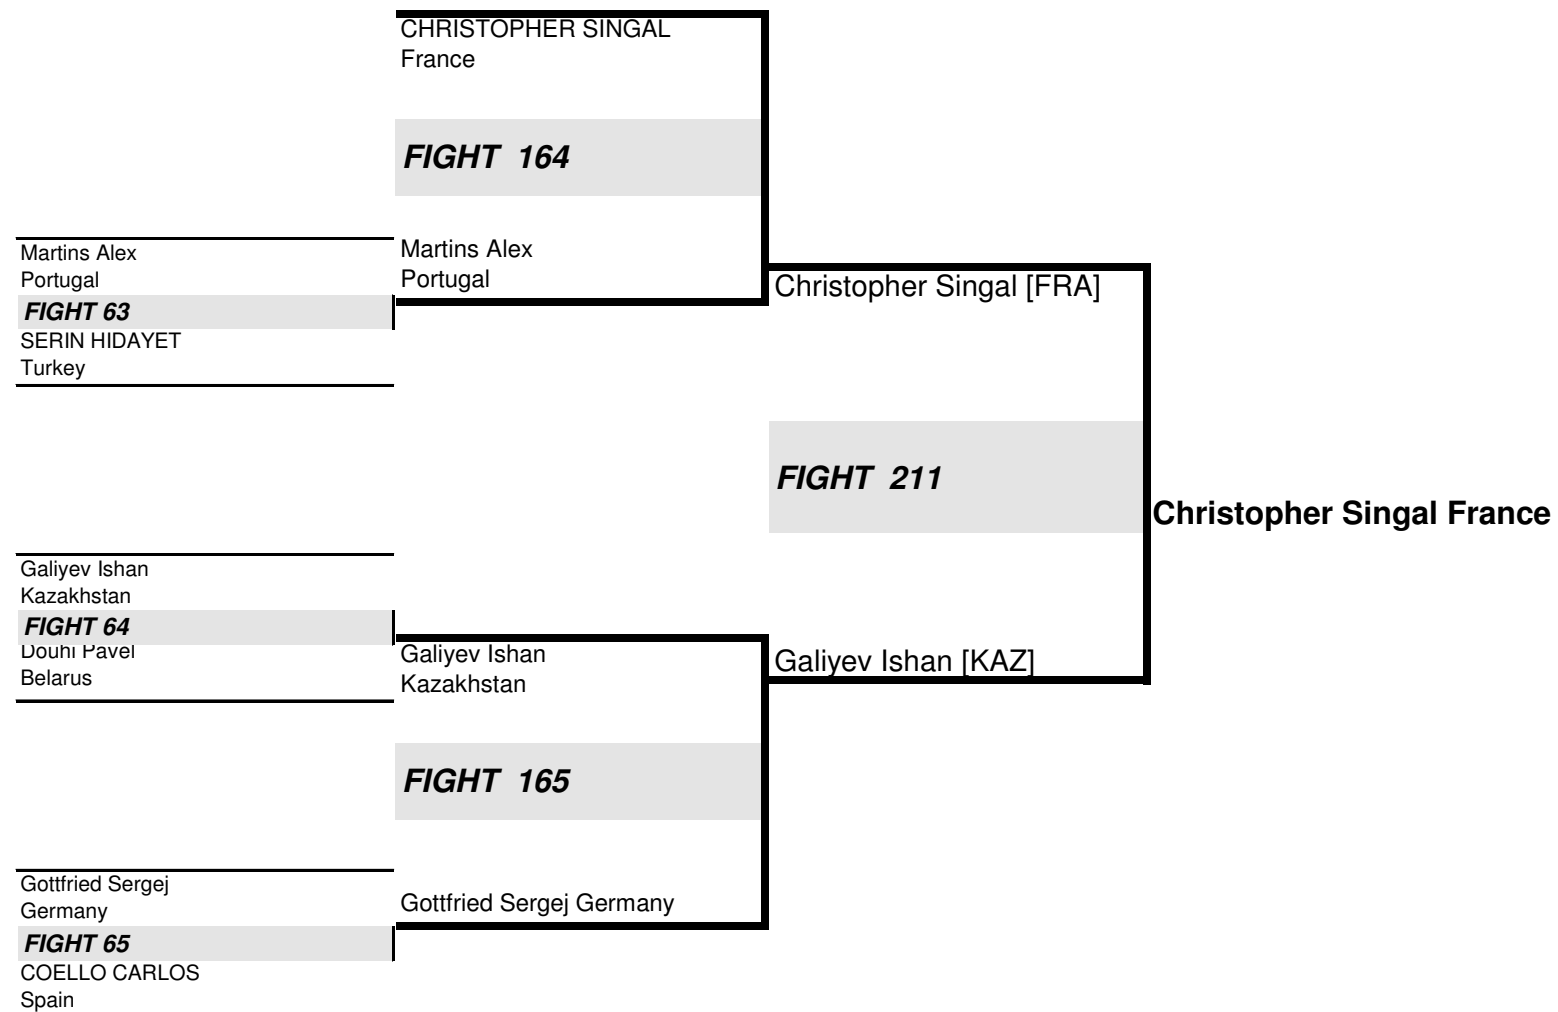 CHRISTOPHER SINGAL
France
FIGHT 164
Martins Alex
Portugal
FIGHT 63
SERIN HIDAYET
Turkey
Martins Alex
Portugal
Christopher Singal [FRA]
FIGHT 211
Christopher Singal France
Galiyev Ishan
Kazakhstan
FIGHT 64
Douhi Pavel
Belarus
Galiyev Ishan
Kazakhstan
Galiyev Ishan [KAZ]
FIGHT 165
Gottfried Sergej
Germany
FIGHT 65
COELLO CARLOS
Spain
Gottfried Sergej Germany